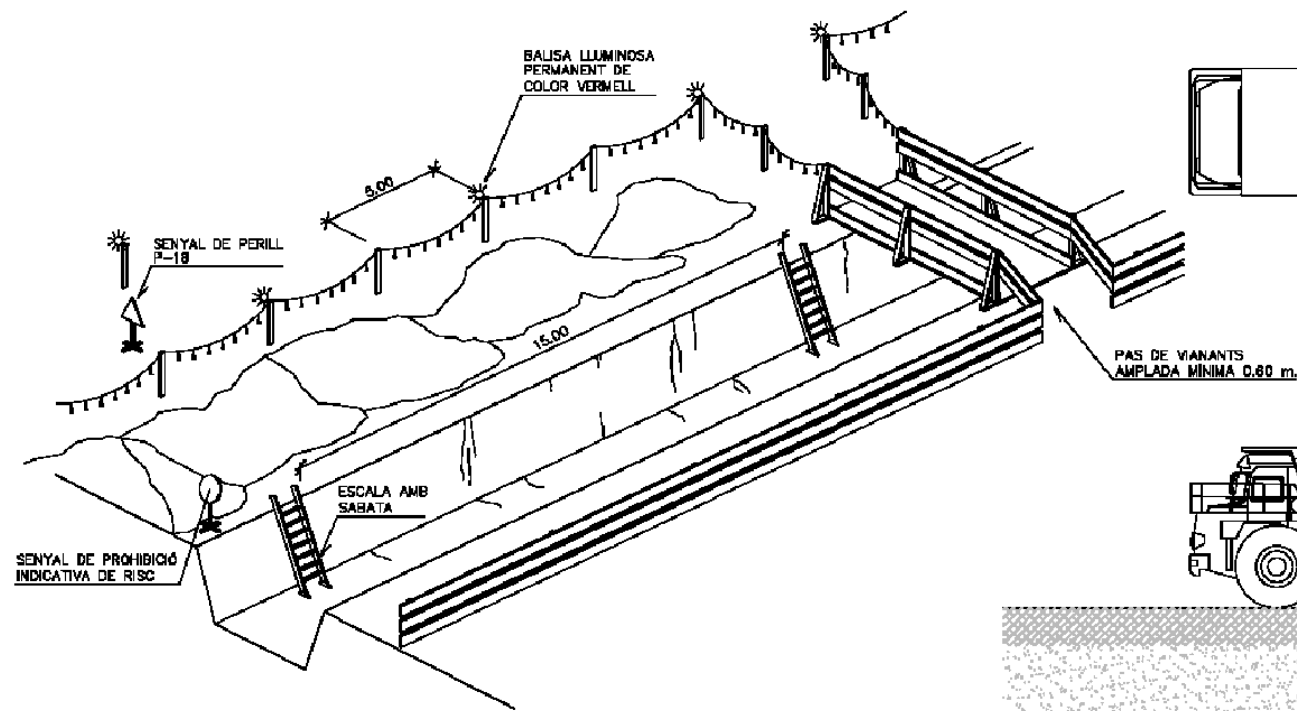 BALISA LLUMINOSA
PERMANENT DE
COLOR VERMELL
5.00
SENYAL DE PERILL
P-18
15.00
PAS DE VIANANTS
AMPLADA MÍNIMA 0.60 m.
ESCALA AMB
SABATA
SENYAL DE PROHIBICIÓ
INDICATIVA DE RISC